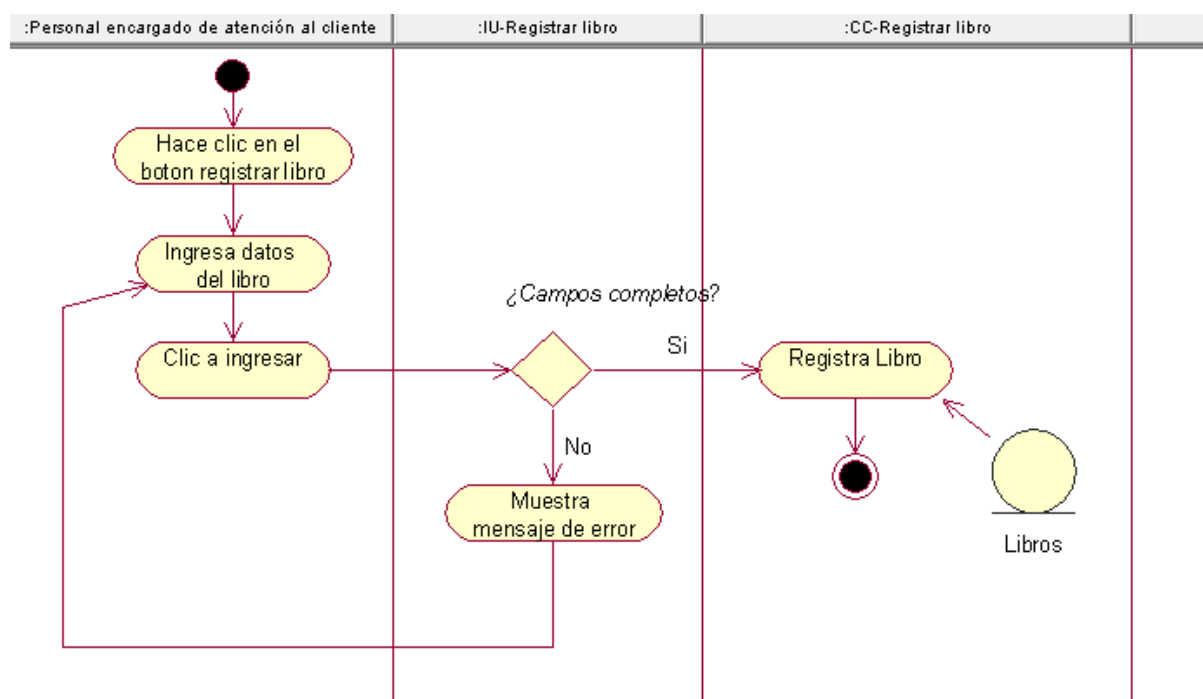 :Personal encargado de atención al cliente
:IU-Registrar libro
:CC-Registrar libro
Hace clic en el
boton registrar libro
Ingresa datos
del libro
¿Campos completos?
Clic a ingresar
Si
Registra Libro
No
Muestra
mensaje de error
Libros